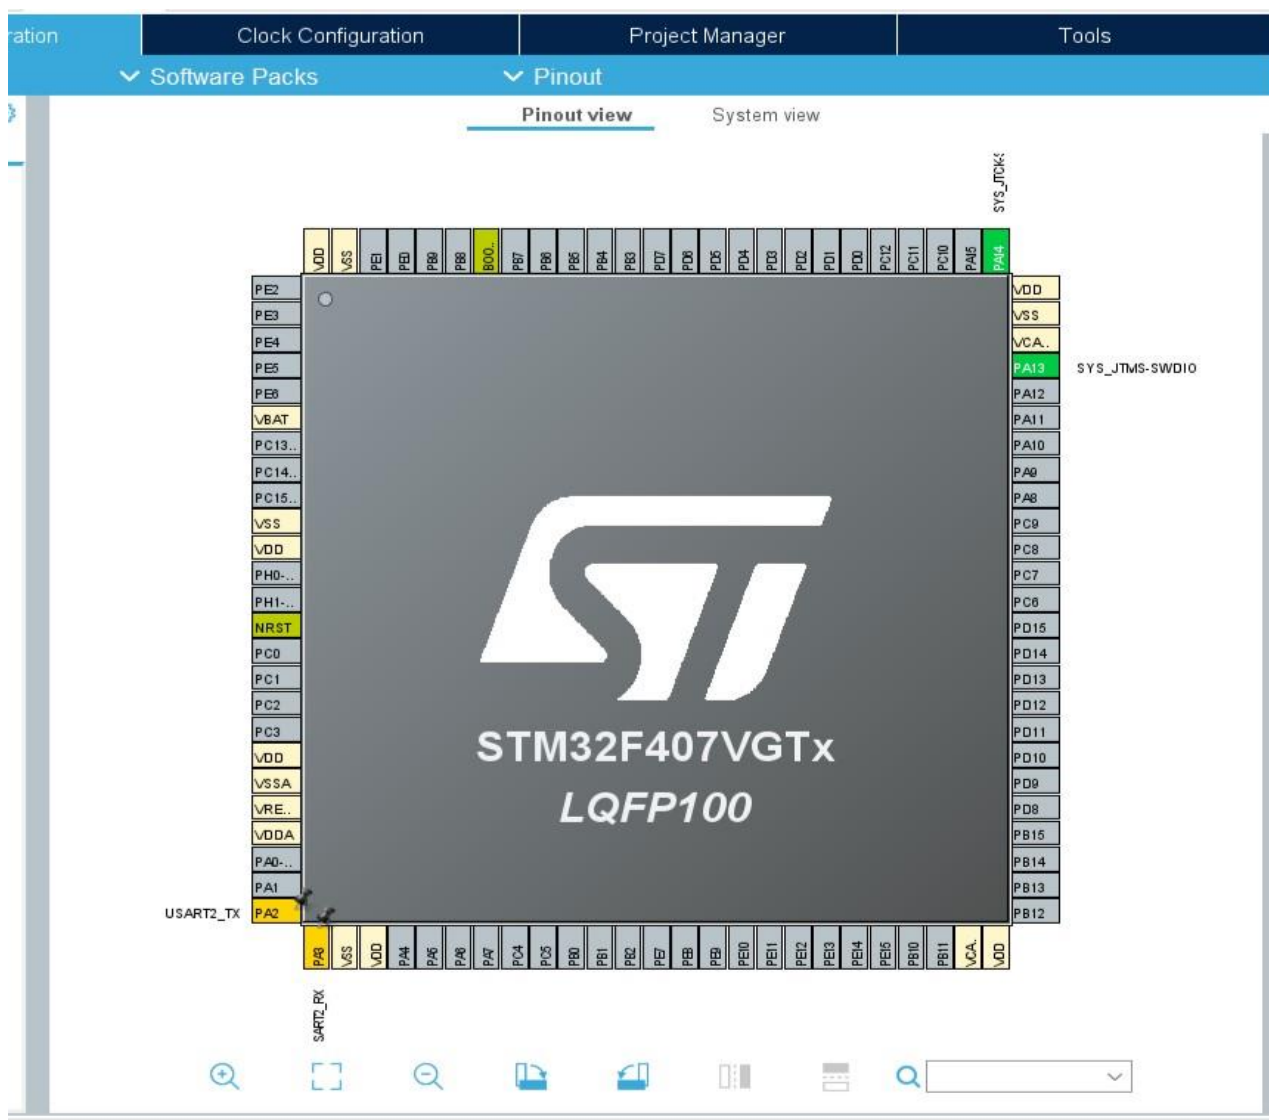 ration Clock Configuration Project Manager Tools
Software Packs Pinout
Pinout view System view
SYS_JTCK-S
VDD VSS PE1 PE0 PB9 PB8 BOO.. PB7 PB6 PB5 PB4 PB3 PD7 PD6 PD5 PD4 PD3 PD2 PD1 PD0 PC12 PC11 PC10 PA15 PA14
PE2
PE3
PE4
PE5
PE6
VBAT
PC13..
PC14..
PC15..
VSS
VDD
PH0-..
PH1-..
NRST
PC0
PC1
PC2
PC3
VDD
VSSA
VRE..
VDDA
PA0-..
PA1
USART2_TX PA2
STM32F407VGTx
LQFP100
VDD
VSS
VCA..
PA13 SYS_JTMS-SWDIO
PA12
PA11
PA10
PA9
PA8
PC9
PC8
PC7
PC6
PD15
PD14
PD13
PD12
PD11
PD10
PD9
PD8
PB15
PB14
PB13
PB12
PA3 VSS VDD PA4 PA5 PA6 PA7 PC4 PC5 PB0 PB1 PB2 PE7 PE8 PE9 PE10 PE11 PE12 PE13 PE14 PE15 PB10 PB11 VCA. VDD
SART2_RX